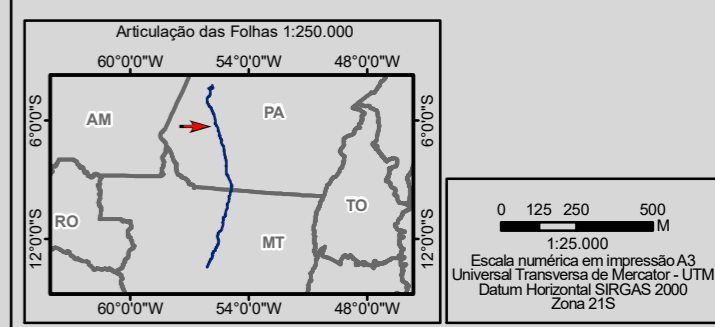 Articulação das Folhas 1:250.000
60°0'0"W 54°0'0"W 48°0'0"W
6°0'0"S AM PA 6°0'0"S
RO TO
12°0'0"S MT 12°0'0"S
60°0'0"W 54°0'0"W 48°0'0"W
0 125 250 500
M
1:25.000
Escala numérica em impressão A3
Universal Transversa de Mercator - UTM
Datum Horizontal SIRGAS 2000
Zona 21S